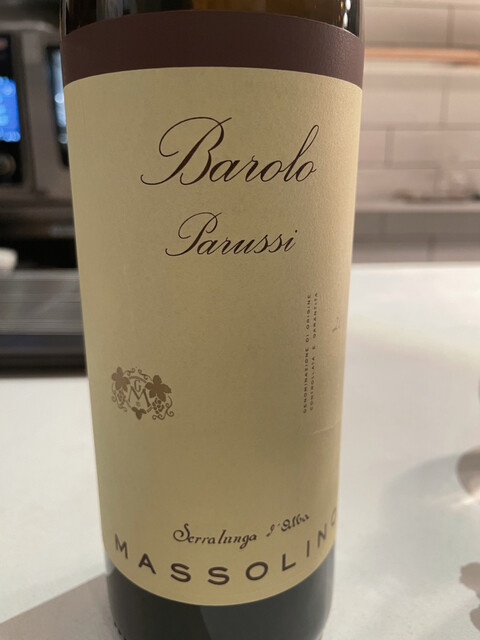 Barolo
Parussi
DENOMINAZIONE DI ORIGINE
CONTROLLATA E GARANTITA
Serralunga d'Alba
MASSOLINO